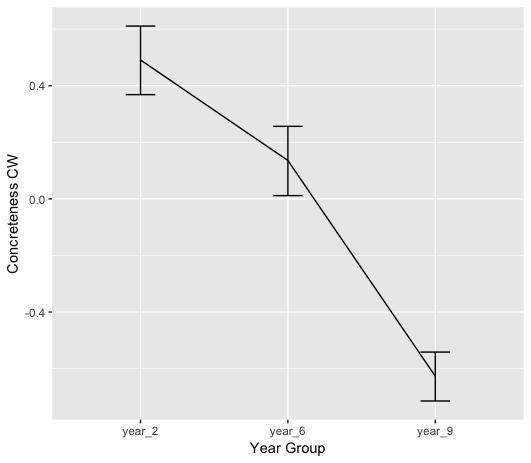 Concreteness CW
0.4
0.0
-0.4
year_2 year_6 year_9
Year Group